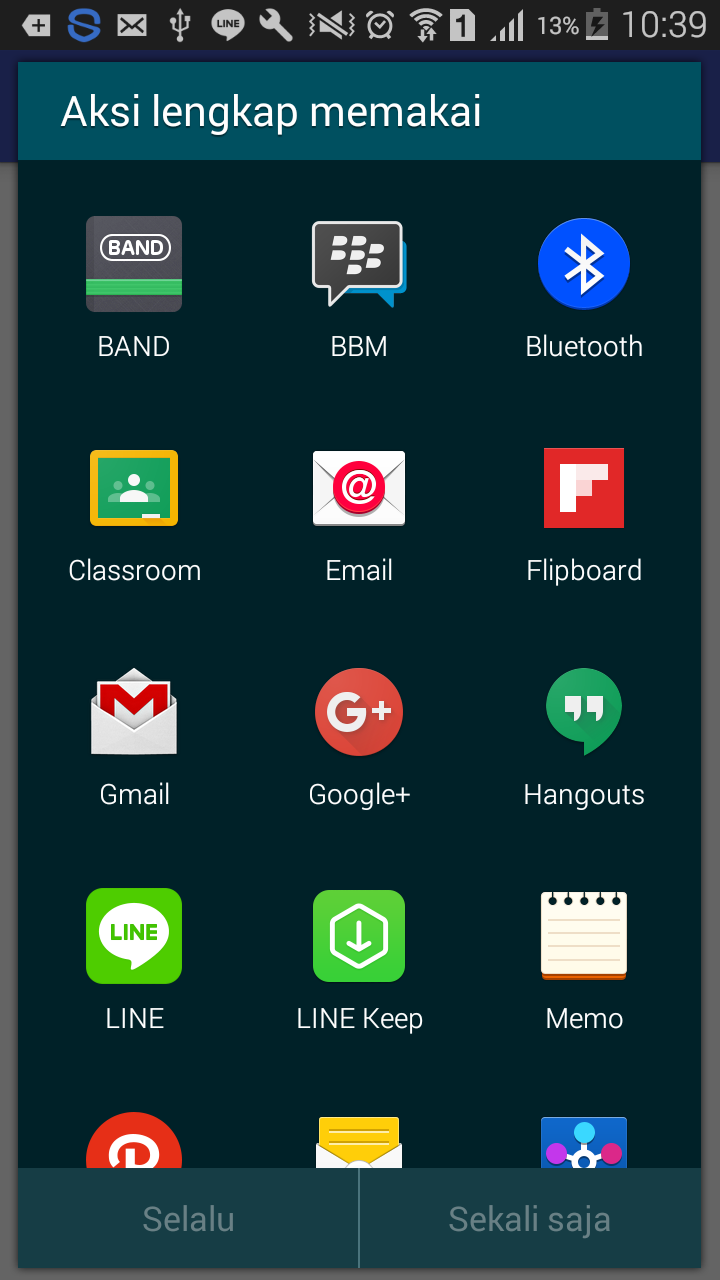 LINE 1 13% 10:39
Aksi lengkap memakai
BAND
BAND BBM Bluetooth
@
Classroom Email Flipboard
G+
Gmail Google+ Hangouts
LINE
LINE LINE Keep Memo
Selalu Sekali saja